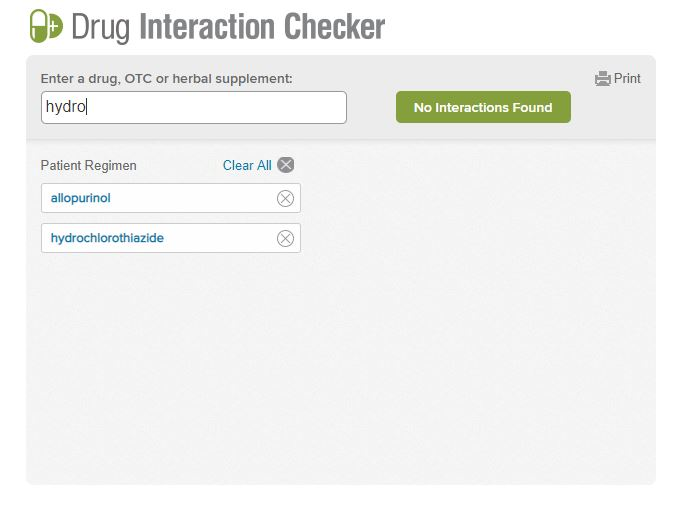 Drug Interaction Checker
Enter a drug, OTC or herbal supplement:
Print
hydro
No Interactions Found
Patient Regimen
Clear All
allopurinol
hydrochlorothiazide